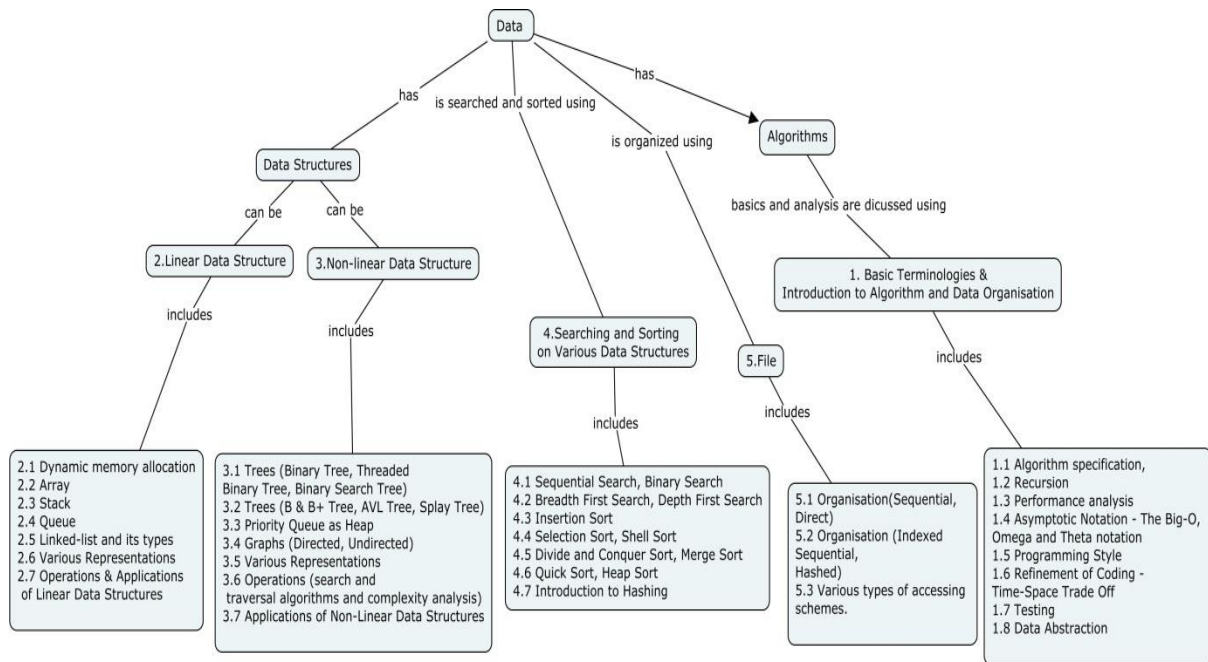 Data
has
is searched and sorted using
has
is organized using
Algorithms
Data Structures
can be
can be
basics and analysis are dicussed using
2.Linear Data Structure
3.Non-linear Data Structure
1. Basic Terminologies &
Introduction to Algorithm and Data Organisation
includes
includes
4.Searching and Sorting
on Various Data Structures
5.File
includes
includes
includes
2.1 Dynamic memory allocation
2.2 Array
2.3 Stack
2.4 Queue
2.5 Linked-list and its types
2.6 Various Representations
2.7 Operations & Applications
of Linear Data Structures
3.1 Trees (Binary Tree, Threaded
Binary Tree, Binary Search Tree)
3.2 Trees (B & B+ Tree, AVL Tree, Splay Tree)
3.3 Priority Queue as Heap
3.4 Graphs (Directed, Undirected)
3.5 Various Representations
3.6 Operations (search and
traversal algorithms and complexity analysis)
3.7 Applications of Non-Linear Data Structures
4.1 Sequential Search, Binary Search
4.2 Breadth First Search, Depth First Search
4.3 Insertion Sort
4.4 Selection Sort, Shell Sort
4.5 Divide and Conquer Sort, Merge Sort
4.6 Quick Sort, Heap Sort
4.7 Introduction to Hashing
5.1 Organisation(Sequential,
Direct)
5.2 Organisation (Indexed
Sequential,
Hashed)
5.3 Various types of accessing
schemes.
1.1 Algorithm specification,
1.2 Recursion
1.3 Performance analysis
1.4 Asymptotic Notation - The Big-O,
Omega and Theta notation
1.5 Programming Style
1.6 Refinement of Coding -
Time-Space Trade Off
1.7 Testing
1.8 Data Abstraction